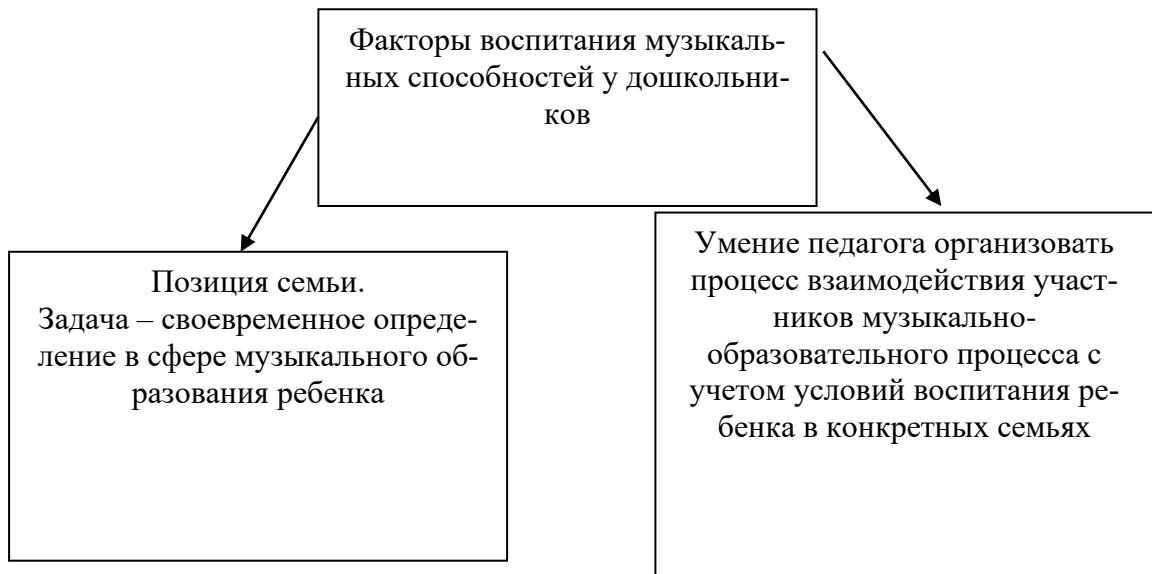 Факторы воспитания музыкаль-
ных способностей у дошкольни-
ков
Позиция семьи.
Задача – своевременное опреде-
ление в сфере музыкального об-
разования ребенка
Умение педагога организовать
процесс взаимодействия участ-
ников музыкально-
образовательного процесса с
учетом условий воспитания ре-
бенка в конкретных семьях